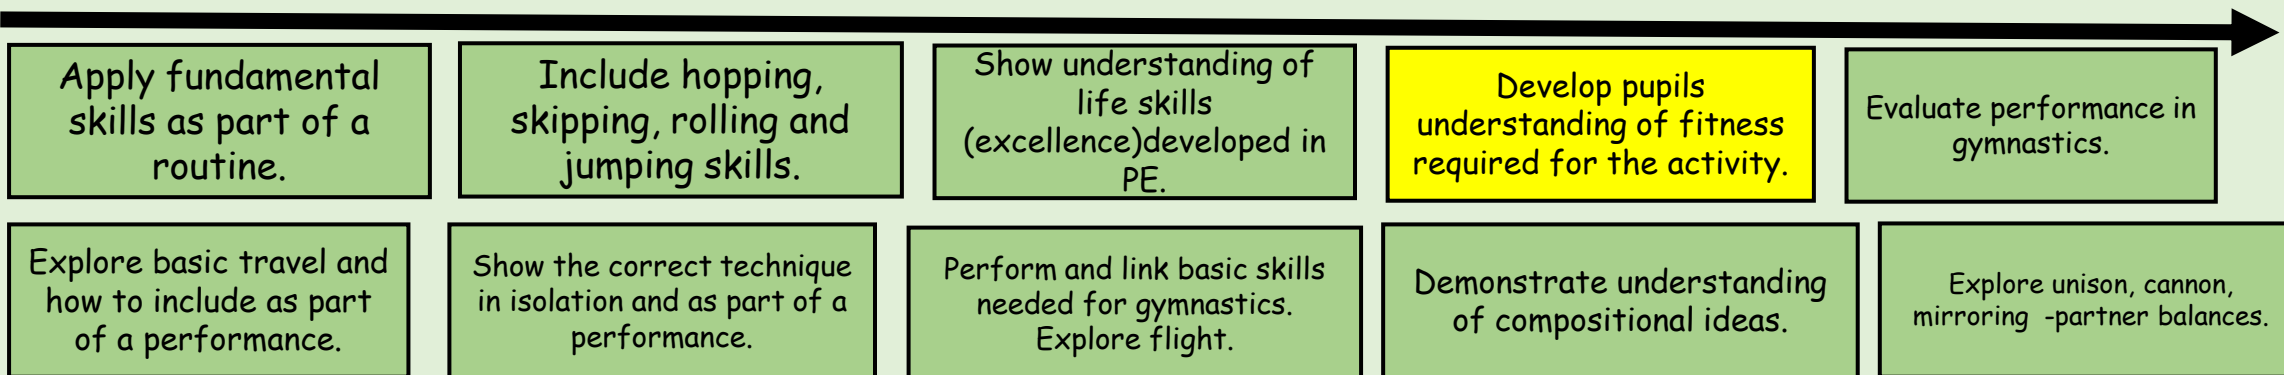 Apply fundamental
skills as part of a
routine.
Include hopping,
skipping, rolling and
jumping skills.
Show understanding of
life skills
(excellence)developed in
PE.
Develop pupils
understanding of fitness
required for the activity.
Evaluate performance in
gymnastics.
Explore basic travel and
how to include as part
of a performance.
Show the correct technique
in isolation and as part of a
performance.
Perform and link basic skills
needed for gymnastics.
Explore flight.
Demonstrate understanding
of compositional ideas.
Explore unison, cannon,
mirroring -partner balances.